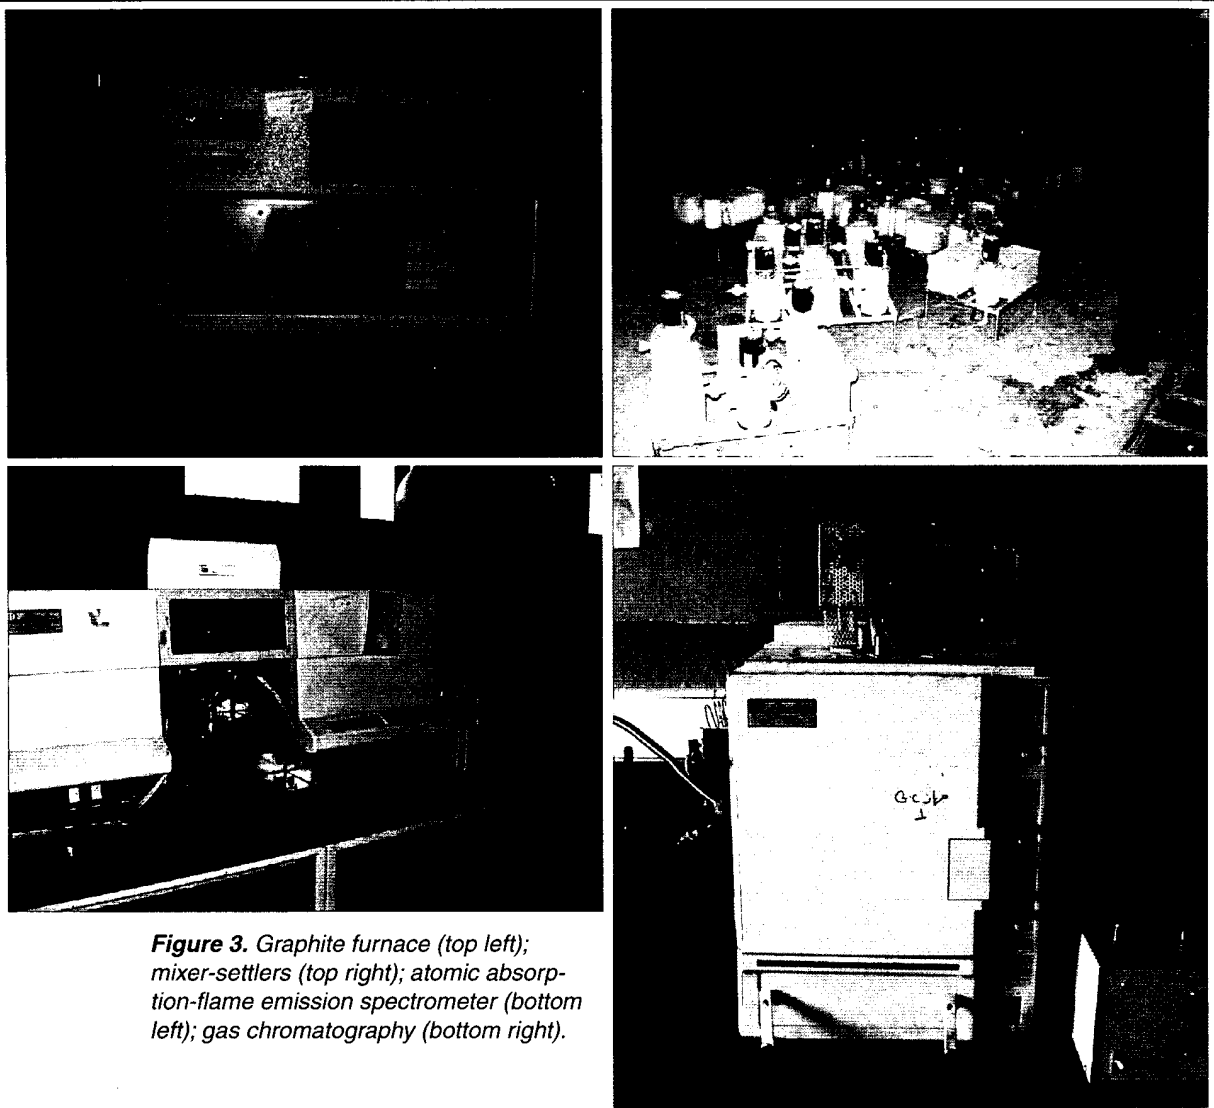 Figure 3. Graphite furnace (top left);
mixer-settlers (top right); atomic absorp-
tion-flame emission spectrometer (bottom
left); gas chromatography (bottom right).